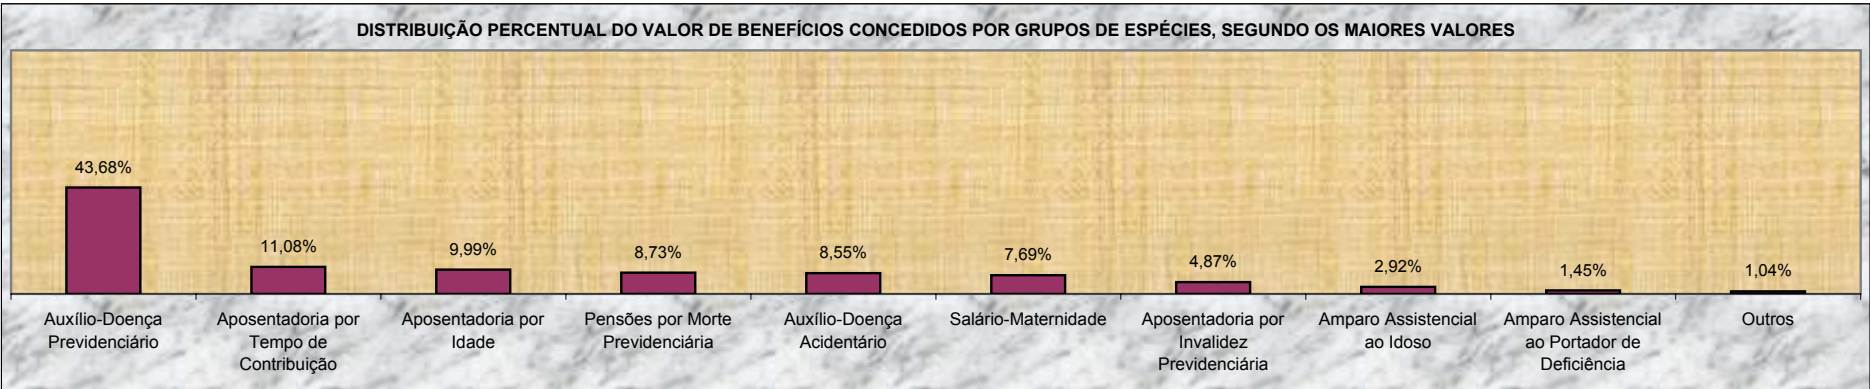 DISTRIBUIÇÃO PERCENTUAL DO VALOR DE BENEFÍCIOS CONCEDIDOS POR GRUPOS DE ESPÉCIES, SEGUNDO OS MAIORES VALORES
43,68%
11,08%
9,99%
8,73%
8,55%
7,69%
4,87%
2,92%
1,45%
1,04%
Auxílio-Doença
Previdenciário
Aposentadoria por
Tempo de
Contribuição
Aposentadoria por
Idade
Pensões por Morte
Previdenciária
Auxílio-Doença
Acidentário
Salário-Maternidade
Aposentadoria por
Invalidez
Previdenciária
Amparo Assistencial
ao Idoso
Amparo Assistencial
ao Portador de
Deficiência
Outros